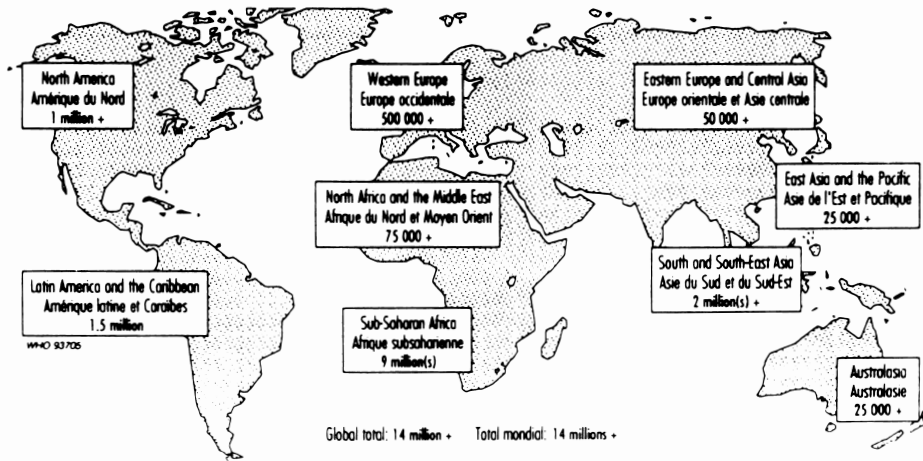 North America
Amérique du Nord
1 million +
Western Europe
Europe occidentale
500 000 +
Eastern Europe and Central Asia
Europe orientale et Asie centrale
50 000 +
North Africa and the Middle East
Afrique du Nord et Moyen Orient
75 000 +
East Asia and the Pacific
Asie de l'Est et Pacifique
25 000 +
South and South-East Asia
Asie du Sud et du Sud-Est
2 million(s) +
Latin America and the Caribbean
Amérique latine et Caraïbes
1.5 million
WHO 93705
Sub-Saharan Africa
Afrique subsaharienne
9 million(s)
Australasia
Australasie
25 000 +
Global total: 14 million + Total mondial: 14 millions +